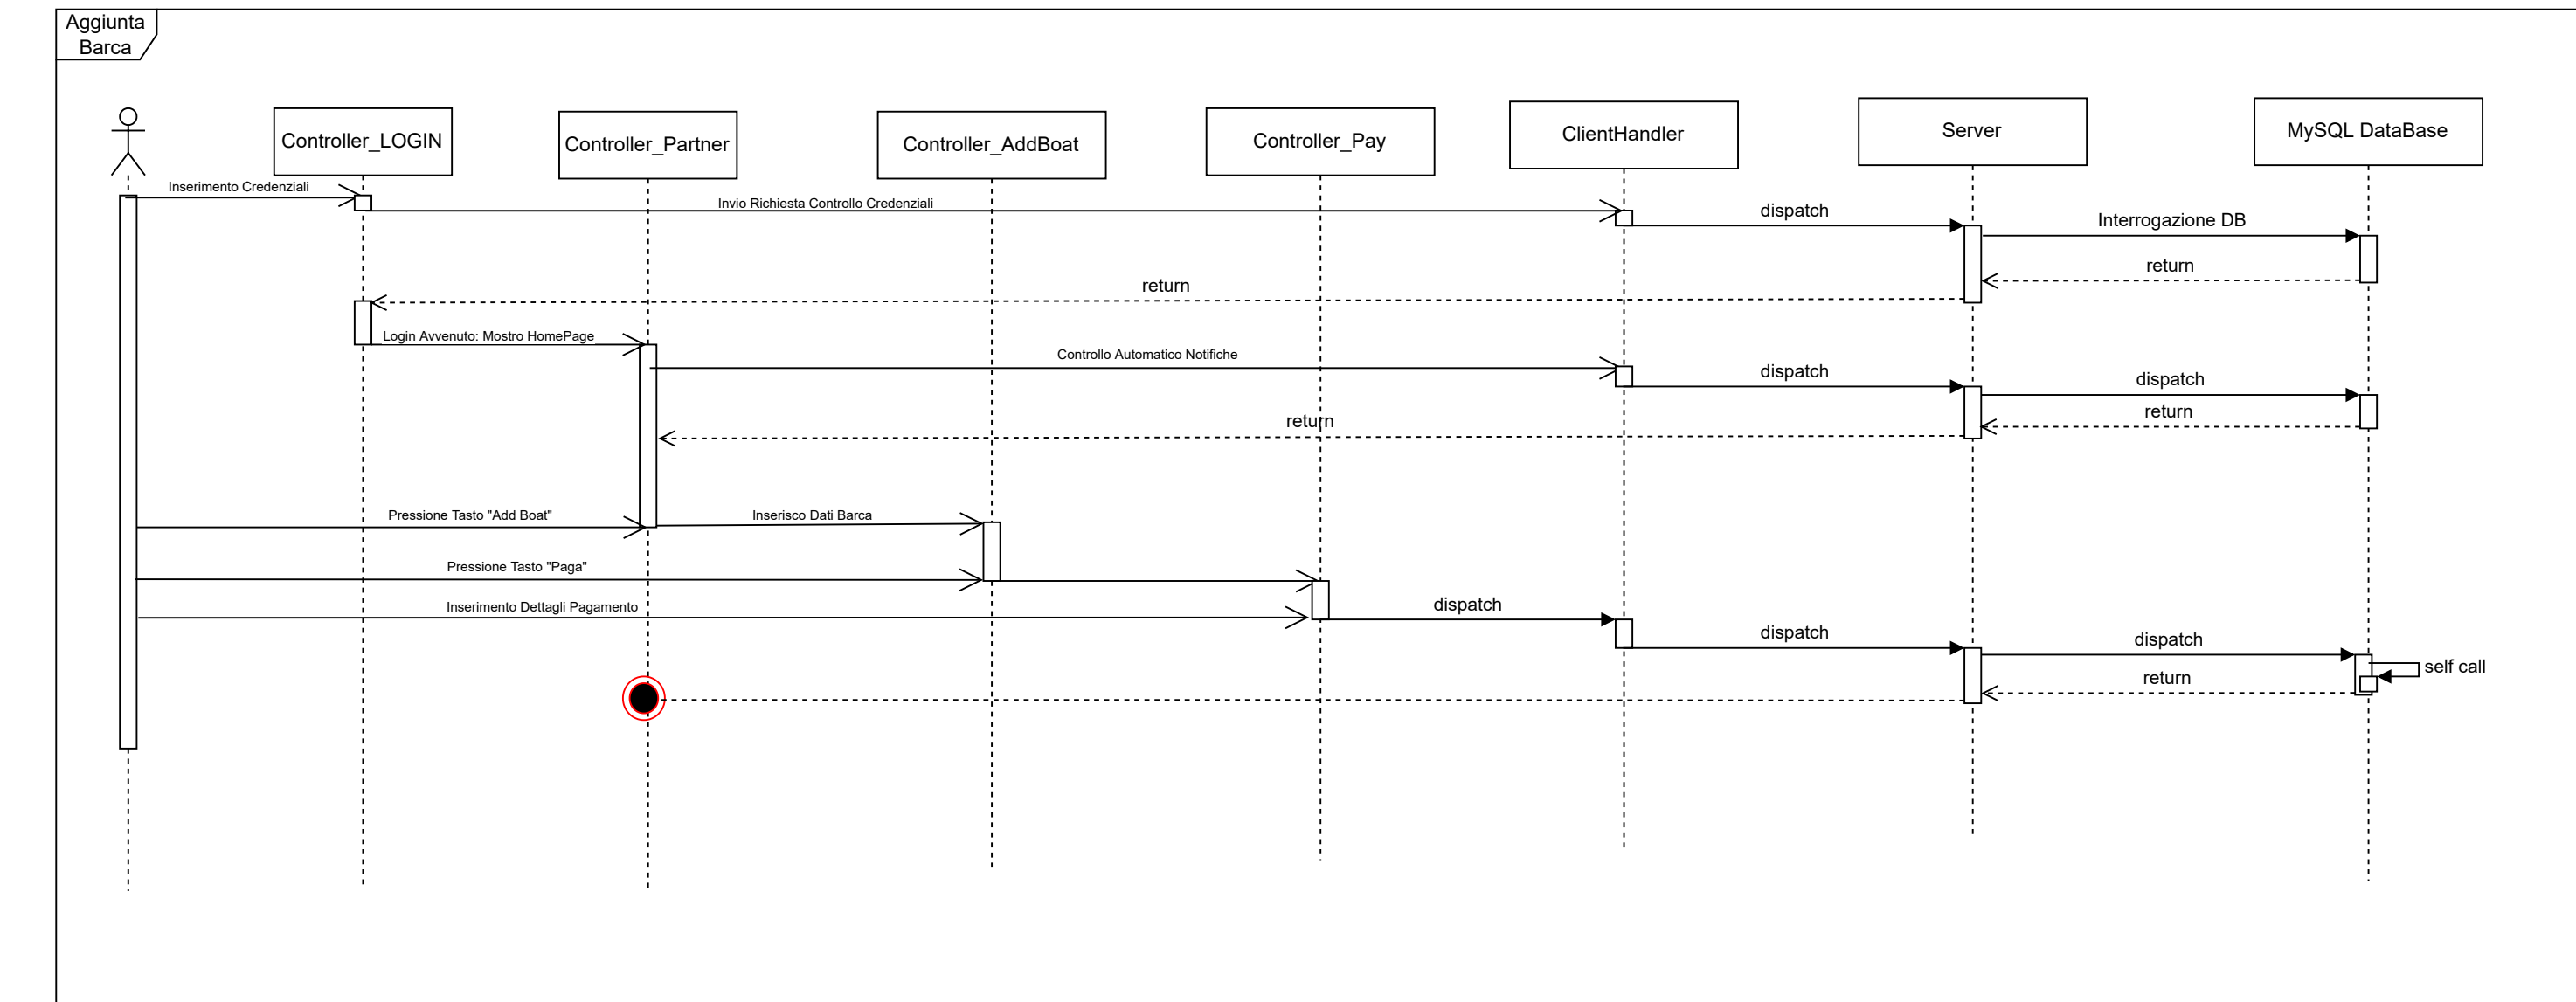 Aggiunta
Barca
Controller_LOGIN
Controller_Partner
Controller_AddBoat
Controller_Pay
ClientHandler
Server
MySQL DataBase
Inserimento Credenziali
Invio Richiesta Controllo Credenziali
dispatch
Interrogazione DB
return
return
Login Avvenuto: Mostro HomePage
Controllo Automatico Notifiche
dispatch
dispatch
return
return
Pressione Tasto "Add Boat"
Inserisco Dati Barca
Pressione Tasto "Paga"
Inserimento Dettagli Pagamento
dispatch
dispatch
dispatch
self call
return